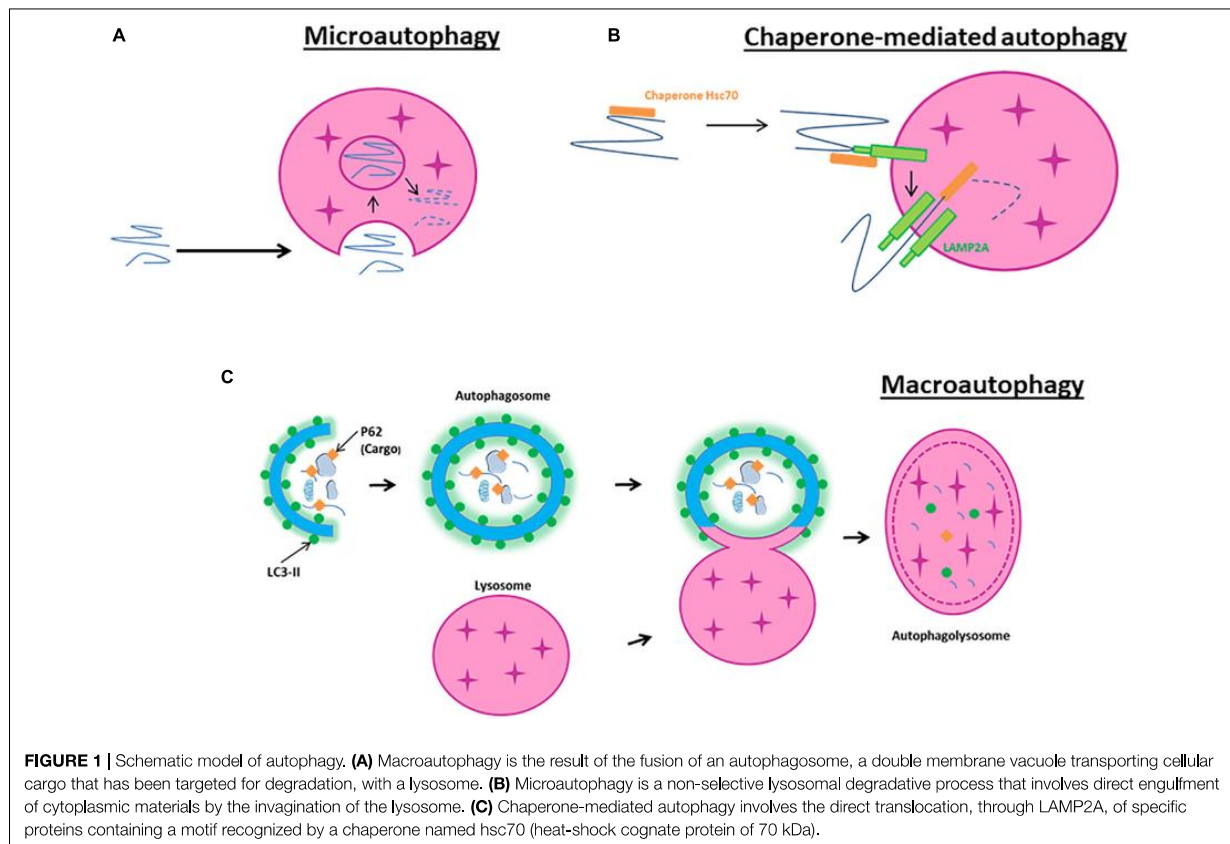 A
Microautophagy
B
Chaperone-mediated autophagy
Chaperone Hsc70
LAMP2A
C
Macroautophagy
Autophagosome
P62
(Cargo)
LC3-II
Lysosome
Autophagolysosome
FIGURE 1 | Schematic model of autophagy. (A) Macroautophagy is the result of the fusion of an autophagosome, a double membrane vacuole transporting cellular
cargo that has been targeted for degradation, with a lysosome. (B) Microautophagy is a non-selective lysosomal degradative process that involves direct engulfment
of cytoplasmic materials by the invagination of the lysosome. (C) Chaperone-mediated autophagy involves the direct translocation, through LAMP2A, of specific
proteins containing a motif recognized by a chaperone named hsc70 (heat-shock cognate protein of 70 kDa).